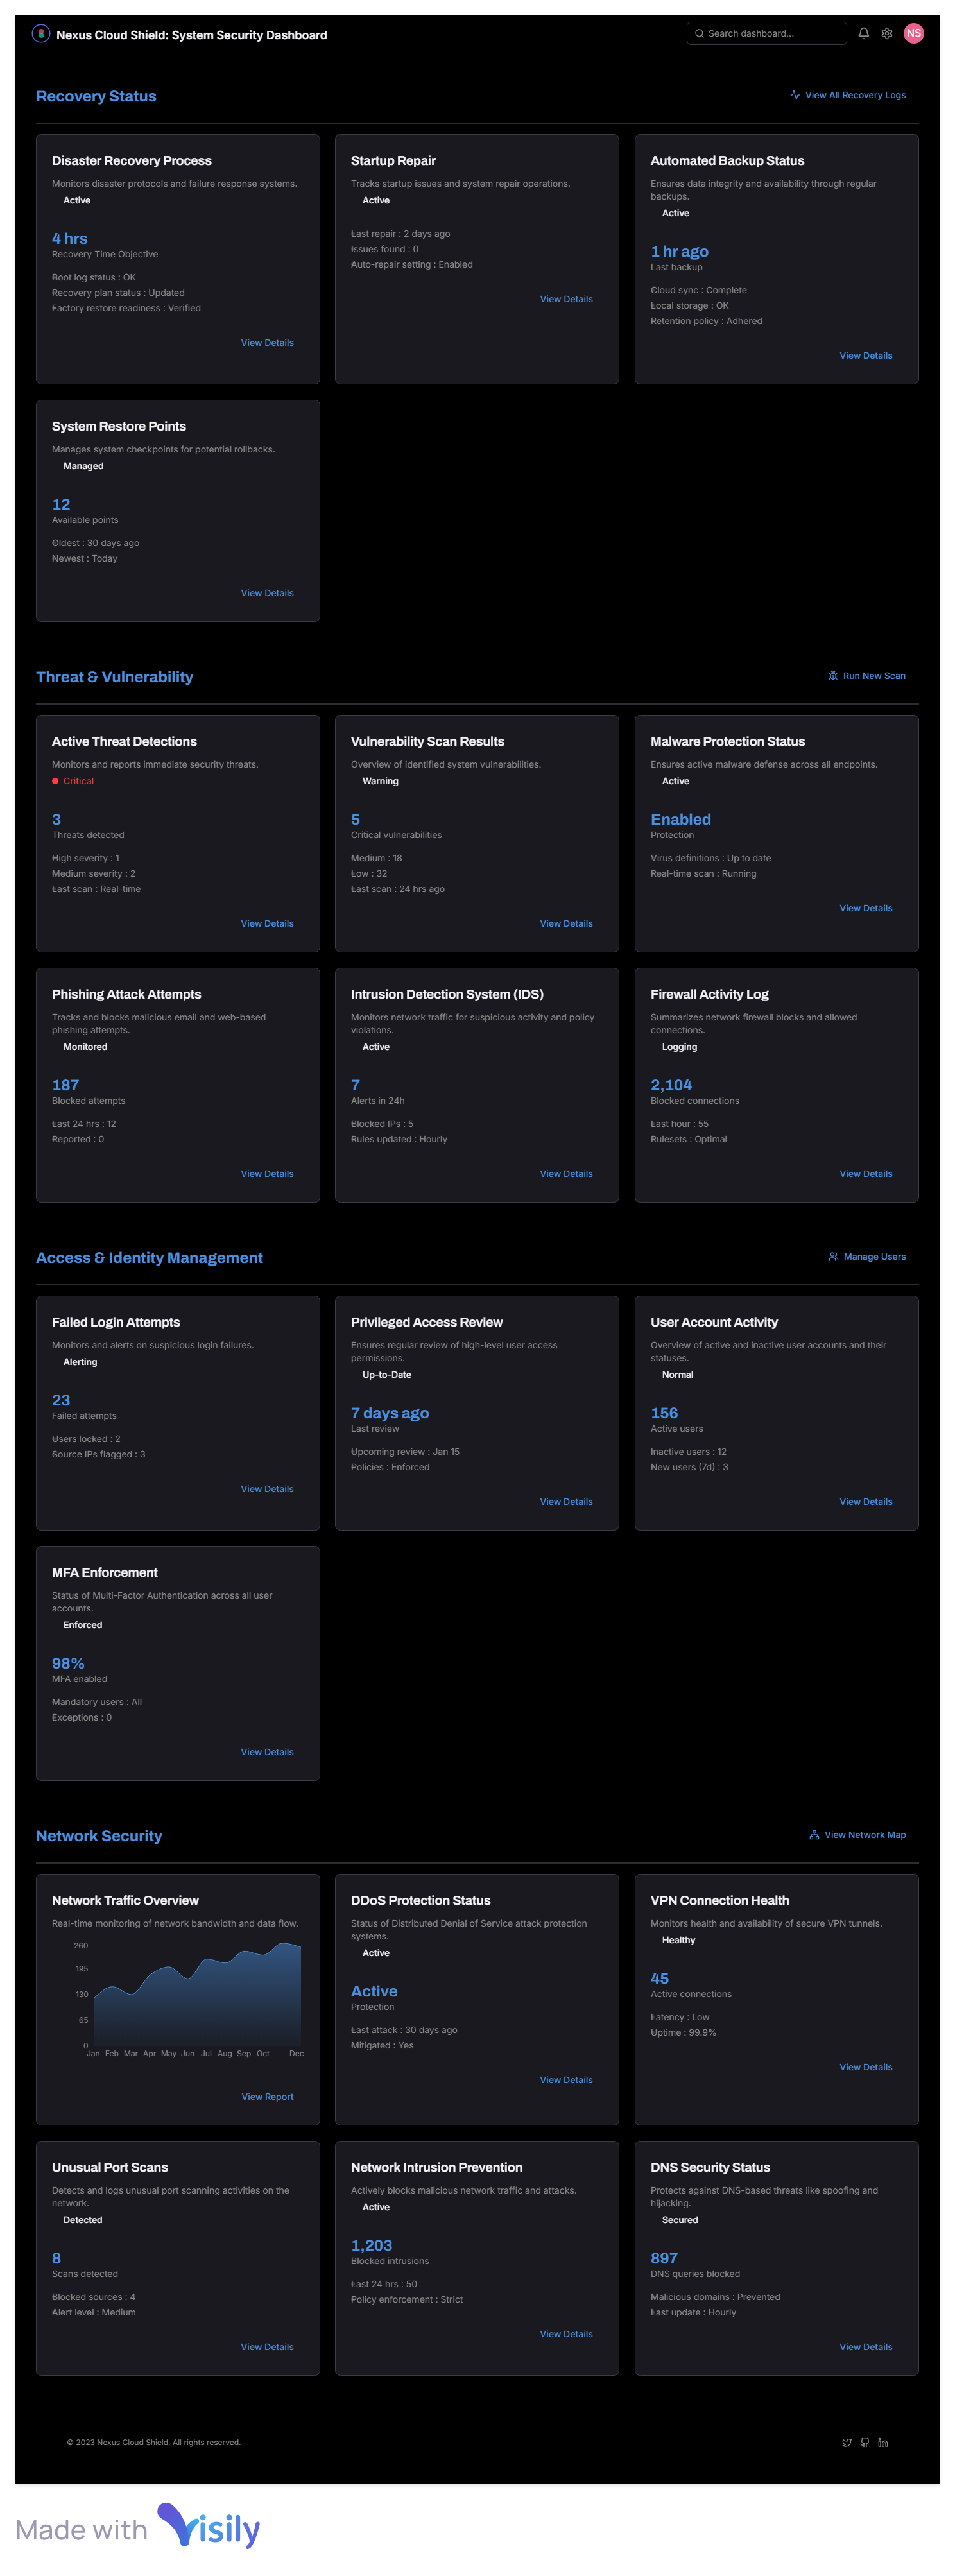 Nexus Cloud Shield: System Security Dashboard
Search dashboard...
NS
Recovery Status
View All Recovery Logs
Disaster Recovery Process
Monitors disaster protocols and failure response systems.
Active
4 hrs
Recovery Time Objective
Boot log status : OK
Recovery plan status : Updated
Factory restore readiness : Verified
View Details
Startup Repair
Tracks startup issues and system repair operations.
Active
Last repair : 2 days ago
Issues found : 0
Auto-repair setting : Enabled
View Details
Automated Backup Status
Ensures data integrity and availability through regular
backups.
Active
1 hr ago
Last backup
Cloud sync : Complete
Local storage : OK
Retention policy : Adhered
View Details
System Restore Points
Manages system checkpoints for potential rollbacks.
Managed
12
Available points
Oldest : 30 days ago
Newest : Today
View Details
Threat & Vulnerability
Run New Scan
Active Threat Detections
Monitors and reports immediate security threats.
Critical
3
Threats detected
High severity : 1
Medium severity : 2
Last scan : Real-time
View Details
Vulnerability Scan Results
Overview of identified system vulnerabilities.
Warning
5
Critical vulnerabilities
Medium : 18
Low : 32
Last scan : 24 hrs ago
View Details
Malware Protection Status
Ensures active malware defense across all endpoints.
Active
Enabled
Protection
Virus definitions : Up to date
Real-time scan : Running
View Details
Phishing Attack Attempts
Tracks and blocks malicious email and web-based
phishing attempts.
Monitored
187
Blocked attempts
Last 24 hrs : 12
Reported : 0
View Details
Intrusion Detection System (IDS)
Monitors network traffic for suspicious activity and policy
violations.
Active
7
Alerts in 24h
Blocked IPs : 5
Rules updated : Hourly
View Details
Firewall Activity Log
Summarizes network firewall blocks and allowed
connections.
Logging
2,104
Blocked connections
Last hour : 55
Rulesets : Optimal
View Details
Access & Identity Management
Manage Users
Failed Login Attempts
Monitors and alerts on suspicious login failures.
Alerting
23
Failed attempts
Users locked : 2
Source IPs flagged : 3
View Details
Privileged Access Review
Ensures regular review of high-level user access
permissions.
Up-to-Date
7 days ago
Last review
Upcoming review : Jan 15
Policies : Enforced
View Details
User Account Activity
Overview of active and inactive user accounts and their
statuses.
Normal
156
Active users
Inactive users : 12
New users (7d) : 3
View Details
MFA Enforcement
Status of Multi-Factor Authentication across all user
accounts.
Enforced
98%
MFA enabled
Mandatory users : All
Exceptions : 0
View Details
Network Security
View Network Map
Network Traffic Overview
Real-time monitoring of network bandwidth and data flow.
260
195
130
65
0
Jan Feb Mar Apr May Jun Jul Aug Sep Oct Dec
View Report
DDoS Protection Status
Status of Distributed Denial of Service attack protection
systems.
Active
Active
Protection
Last attack : 30 days ago
Mitigated : Yes
View Details
VPN Connection Health
Monitors health and availability of secure VPN tunnels.
Healthy
45
Active connections
Latency : Low
Uptime : 99.9%
View Details
Unusual Port Scans
Detects and logs unusual port scanning activities on the
network.
Detected
8
Scans detected
Blocked sources : 4
Alert level : Medium
View Details
Network Intrusion Prevention
Actively blocks malicious network traffic and attacks.
Active
1,203
Blocked intrusions
Last 24 hrs : 50
Policy enforcement : Strict
View Details
DNS Security Status
Protects against DNS-based threats like spoofing and
hijacking.
Secured
897
DNS queries blocked
Malicious domains : Prevented
Last update : Hourly
View Details
© 2023 Nexus Cloud Shield. All rights reserved.
Made with Visily